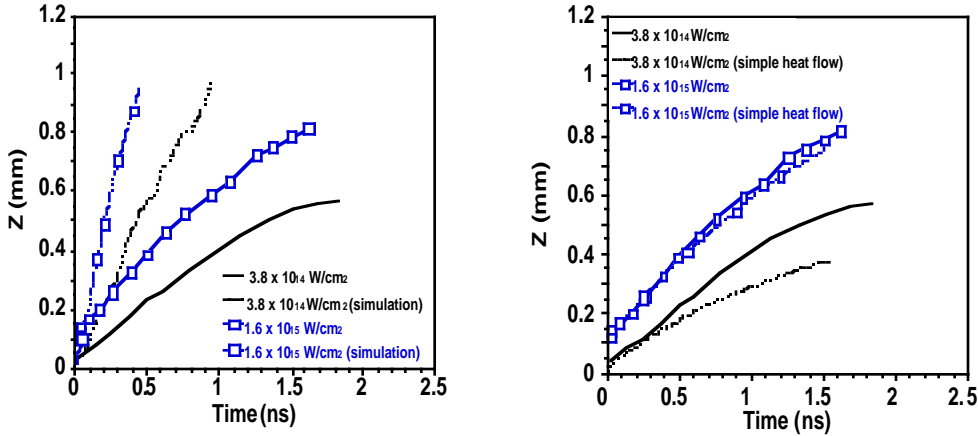 1.2
1
0.8
0.6
0.4
0.2
0
Z (mm)
3.8 x 1014 W/cm2
3.8 x 1014 W/cm2 (simulation)
1.6 x 1015 W/cm2
1.6 x 1015 W/cm2 (simulation)
0 0.5 1 1.5 2 2.5
Time (ns)
1.2
1
0.8
0.6
0.4
0.2
0
Z (mm)
3.8 x 1014 W/cm2
3.8 x 1014 W/cm2 (simple heat flow)
1.6 x 1015 W/cm2
1.6 x 1015 W/cm2 (simple heat flow)
0 0.5 1 1.5 2 2.5
Time (ns)